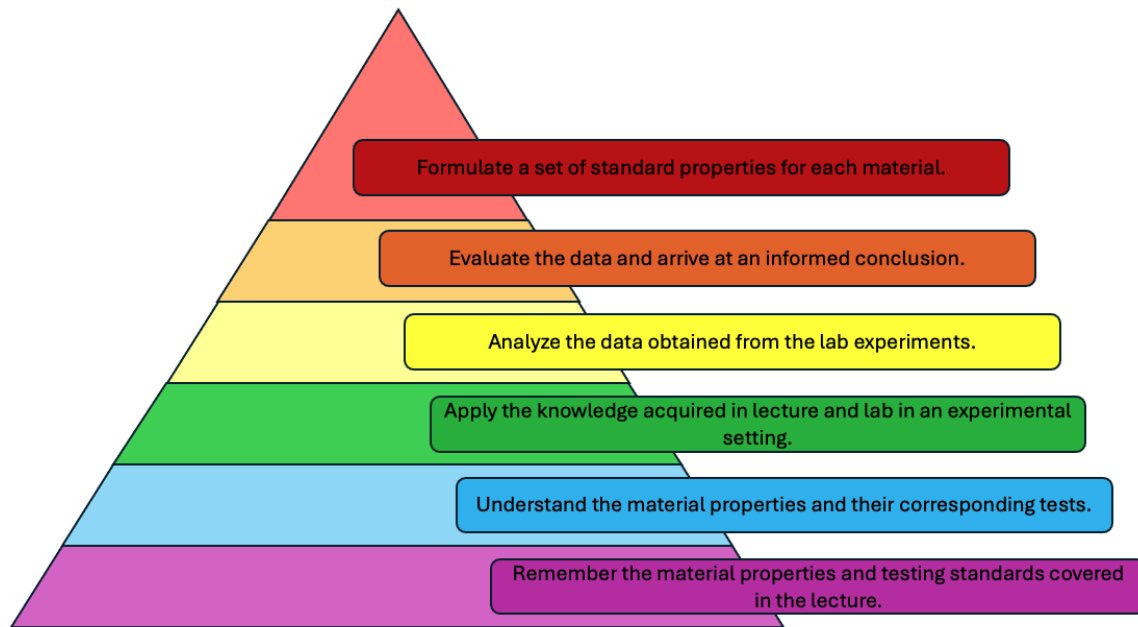 Formulate a set of standard properties for each material.
Evaluate the data and arrive at an informed conclusion.
Analyze the data obtained from the lab experiments.
Apply the knowledge acquired in lecture and lab in an experimental
setting.
Understand the material properties and their corresponding tests.
Remember the material properties and testing standards covered
in the lecture.